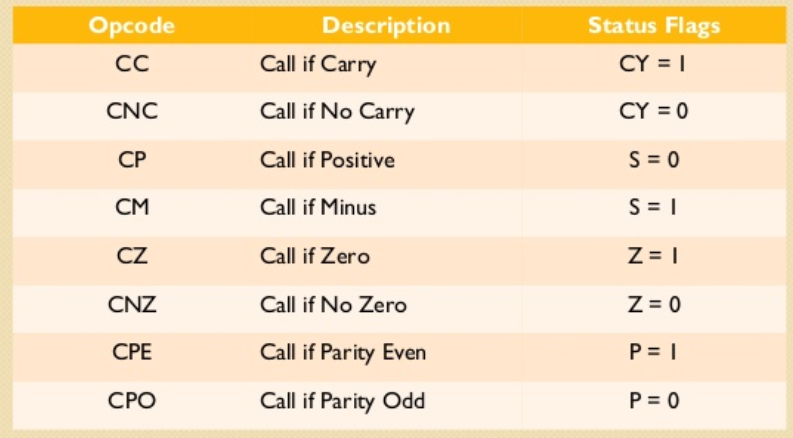 Opcode Description Status Flags
CC Call if Carry CY = 1
CNC Call if No Carry CY = 0
CP Call if Positive S = 0
CM Call if Minus S = 1
CZ Call if Zero Z = 1
CNZ Call if No Zero Z = 0
CPE Call if Parity Even P = 1
CPO Call if Parity Odd P = 0